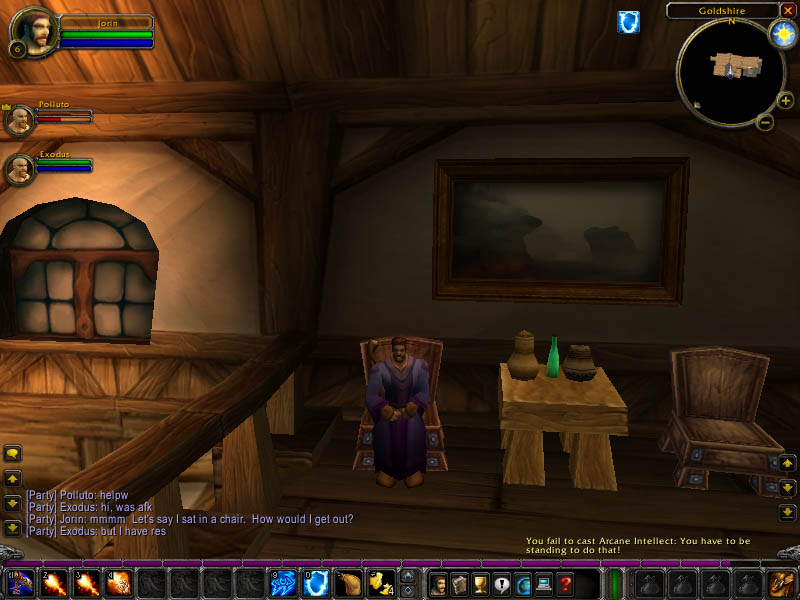 Jorin
6
Goldshire
N
Polluto
Exodus
[Party] Polluto: helpw
[Party] Exodus: hi, was afk
[Party] Jorin: mmmm  Let's say I sat in a chair.  How would I get out?
[Party] Exodus: but I have res
You fail to cast Arcane Intellect: You have to be
standing to do that!